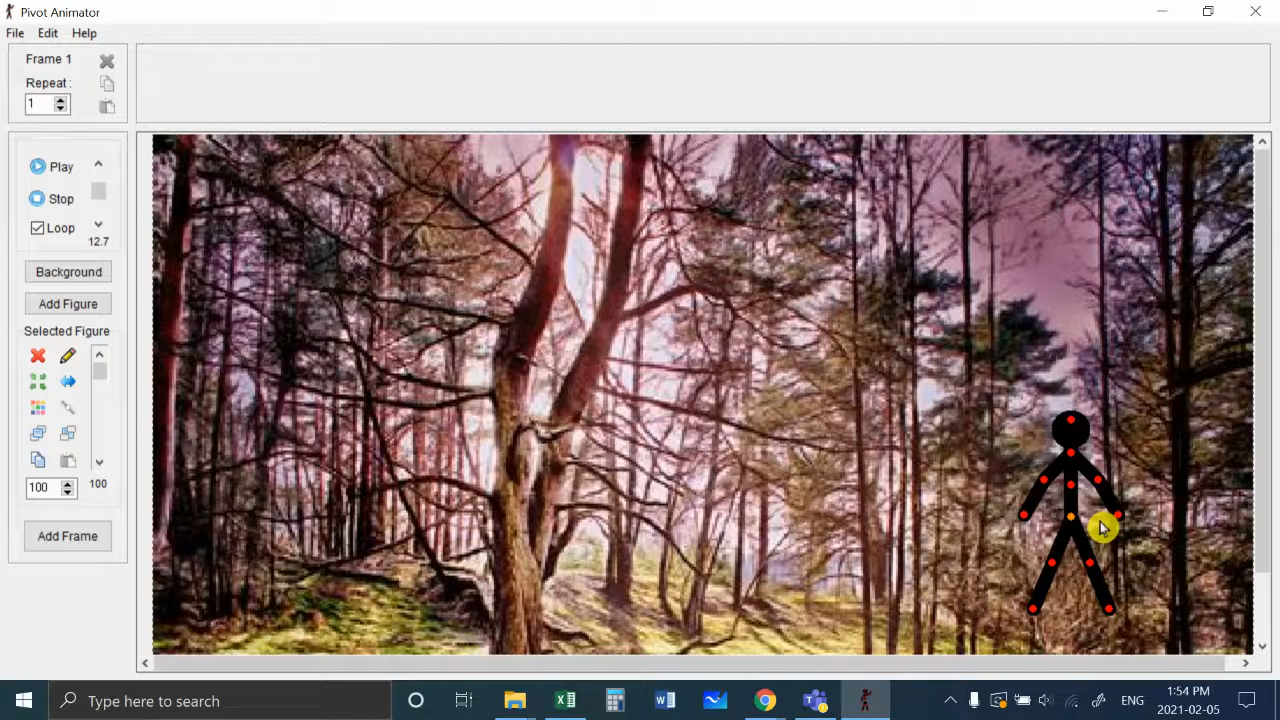 Pivot Animator
File Edit Help
Frame 1
Repeat :
1
Play
Stop
Loop
12.7
Background
Add Figure
Selected Figure
100
100
Add Frame
Type here to search
ENG
1:54 PM
2021-02-05